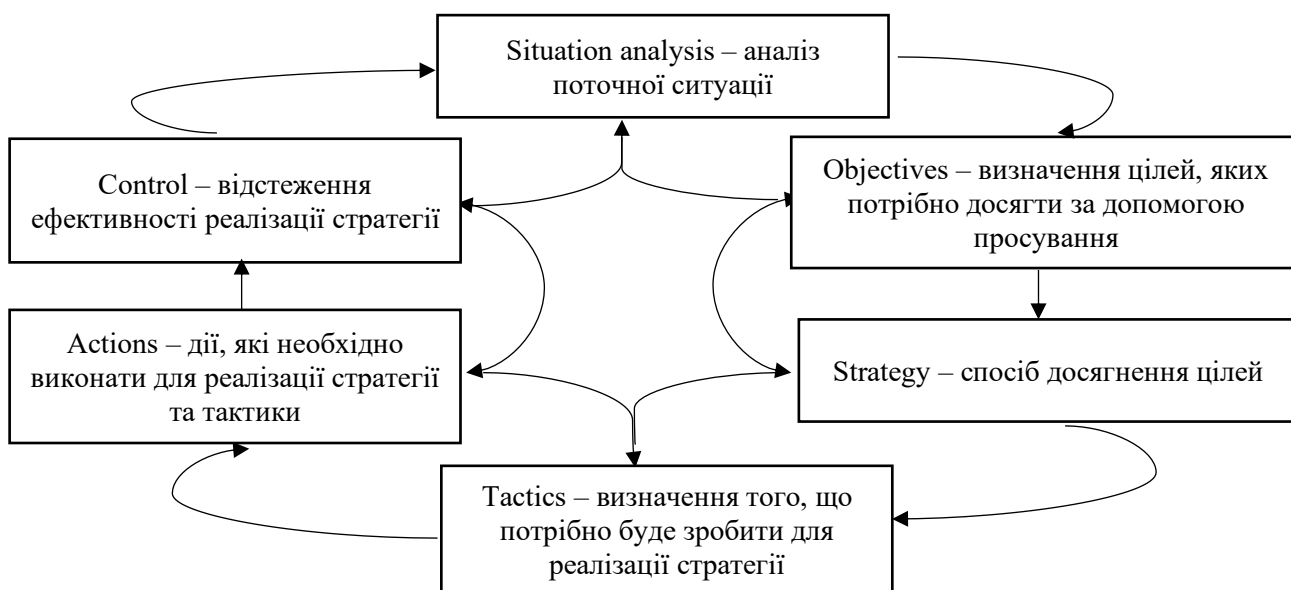 Situation analysis – аналіз
поточної ситуації
Objectives – визначення цілей, яких
потрібно досягти за допомогою
просування
Strategy – спосіб досягнення цілей
Tactics – визначення того, що
потрібно буде зробити для
реалізації стратегії
Actions – дії, які необхідно
виконати для реалізації стратегії
та тактики
Control – відстеження
ефективності реалізації стратегії